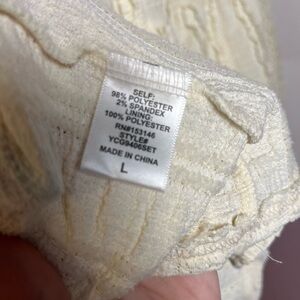 SELF:
98% POLYESTER
2% SPANDEX
LINING:
100% POLYESTER
RN#153146
STYLE#
YCG9406SET
MADE IN CHINA
L